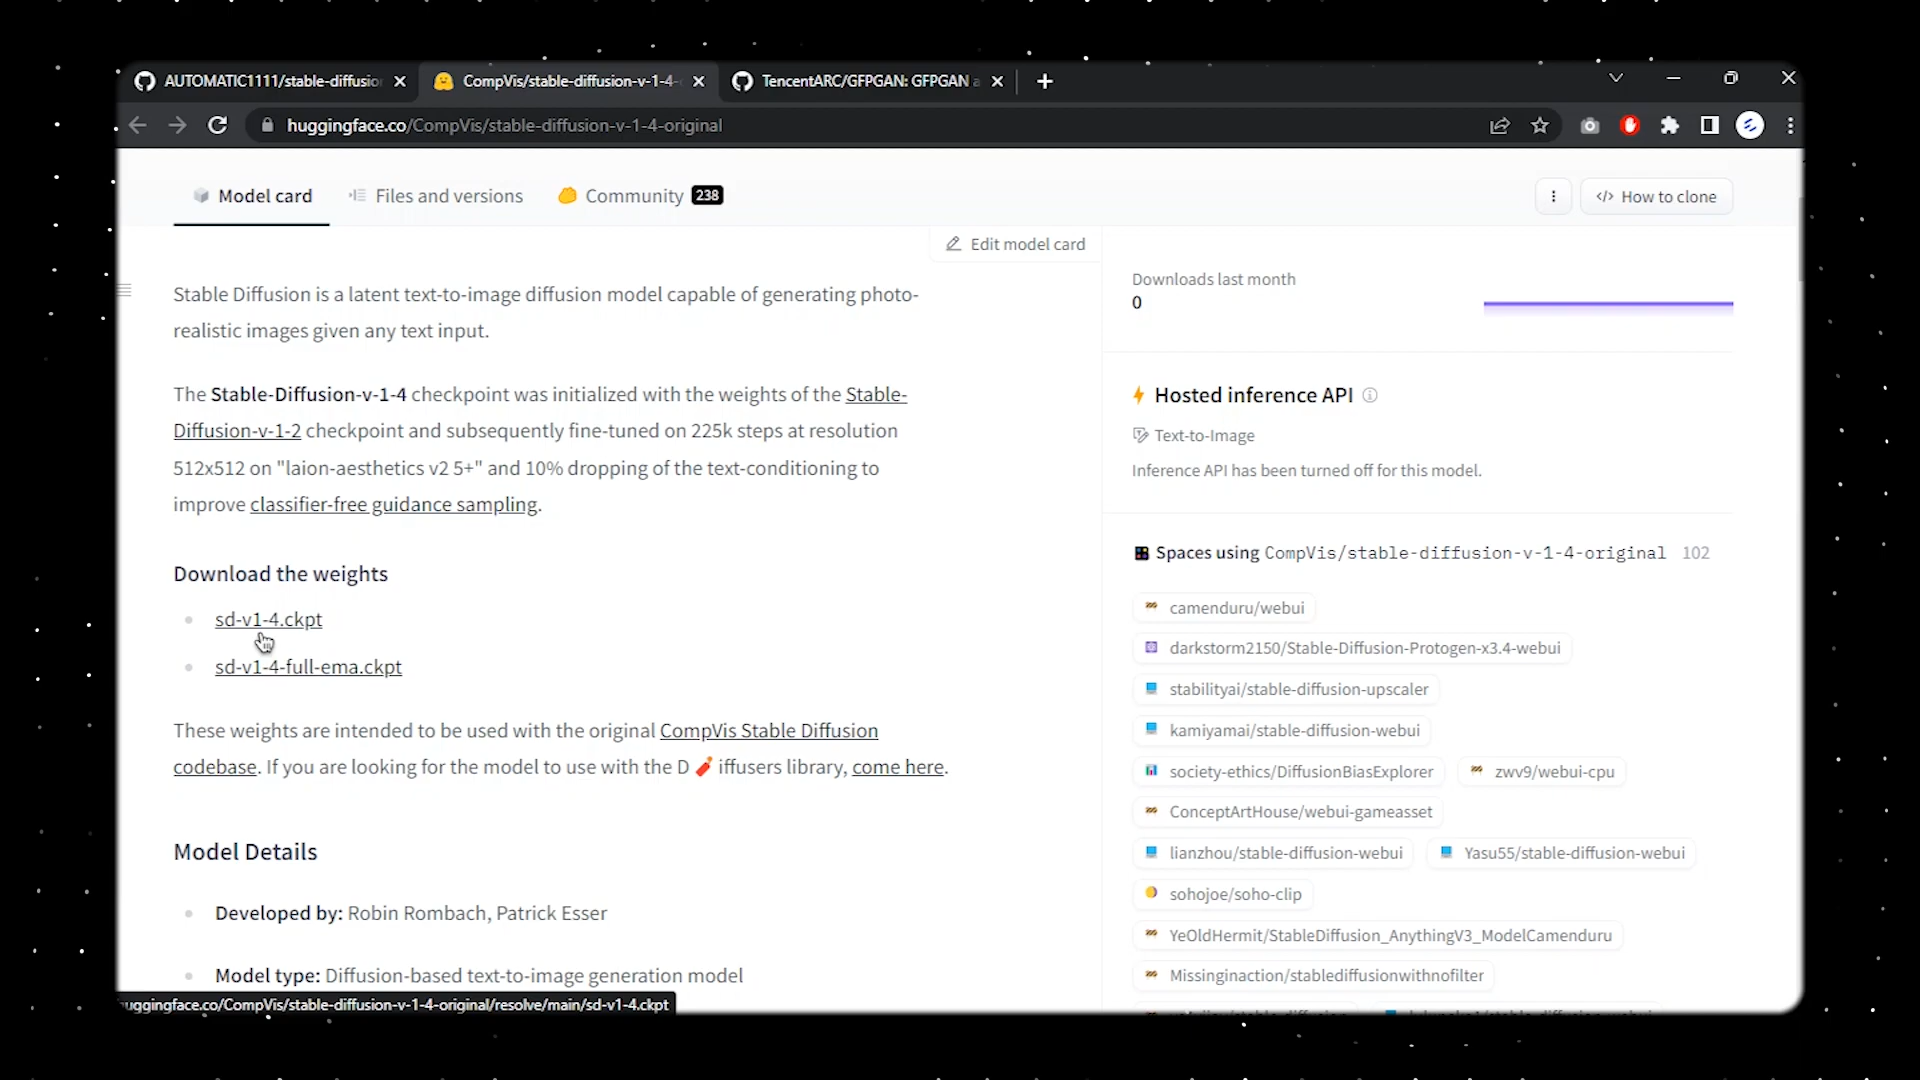 AUTOMATIC1111/stable-diffusio
CompVis/stable-diffusion-v-1-4-
TencentARC/GFPGAN: GFPGAN a
huggingface.co/CompVis/stable-diffusion-v-1-4-original
Model card
Files and versions
Community 238
How to clone
Edit model card
Stable Diffusion is a latent text-to-image diffusion model capable of generating photo-
realistic images given any text input.
The Stable-Diffusion-v-1-4 checkpoint was initialized with the weights of the Stable-
Diffusion-v-1-2 checkpoint and subsequently fine-tuned on 225k steps at resolution
512x512 on "laion-aesthetics v2 5+" and 10% dropping of the text-conditioning to
improve classifier-free guidance sampling.
Download the weights
sd-v1-4.ckpt
sd-v1-4-full-ema.ckpt
These weights are intended to be used with the original CompVis Stable Diffusion
codebase. If you are looking for the model to use with the D🧨iffusers library, come here.
Model Details
Developed by: Robin Rombach, Patrick Esser
Model type: Diffusion-based text-to-image generation model
Downloads last month
0
Hosted inference API
Text-to-Image
Inference API has been turned off for this model.
Spaces using CompVis/stable-diffusion-v-1-4-original 102
camenduru/webui
darkstorm2150/Stable-Diffusion-Protogen-x3.4-webui
stabilityai/stable-diffusion-upscaler
kamiyamai/stable-diffusion-webui
society-ethics/DiffusionBiasExplorer
zwv9/webui-cpu
ConceptArtHouse/webui-gameasset
lianzhou/stable-diffusion-webui
Yasu55/stable-diffusion-webui
sohojoe/soho-clip
YeOldHermit/StableDiffusion_AnythingV3_ModelCamenduru
Missinginaction/stablediffusionwithnofilter
uggingface.co/CompVis/stable-diffusion-v-1-4-original/resolve/main/sd-v1-4.ckpt